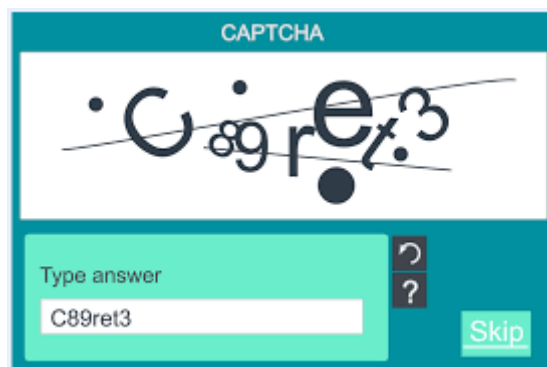 CAPTCHA
C89ret3
Type answer
C89ret3
?
Skip